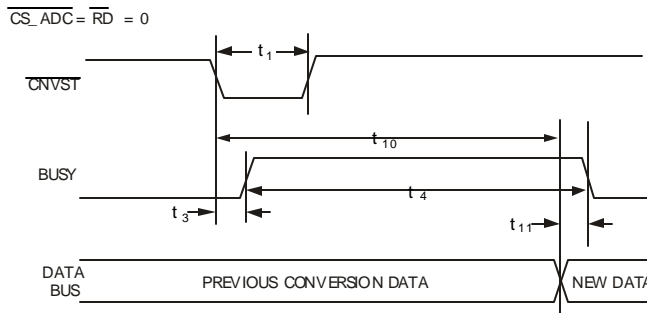 CS_ADC = RD = 0
t1
CNVST
t10
BUSY
t4
t3
t11
DATA BUS
PREVIOUS CONVERSION DATA
NEW DATA